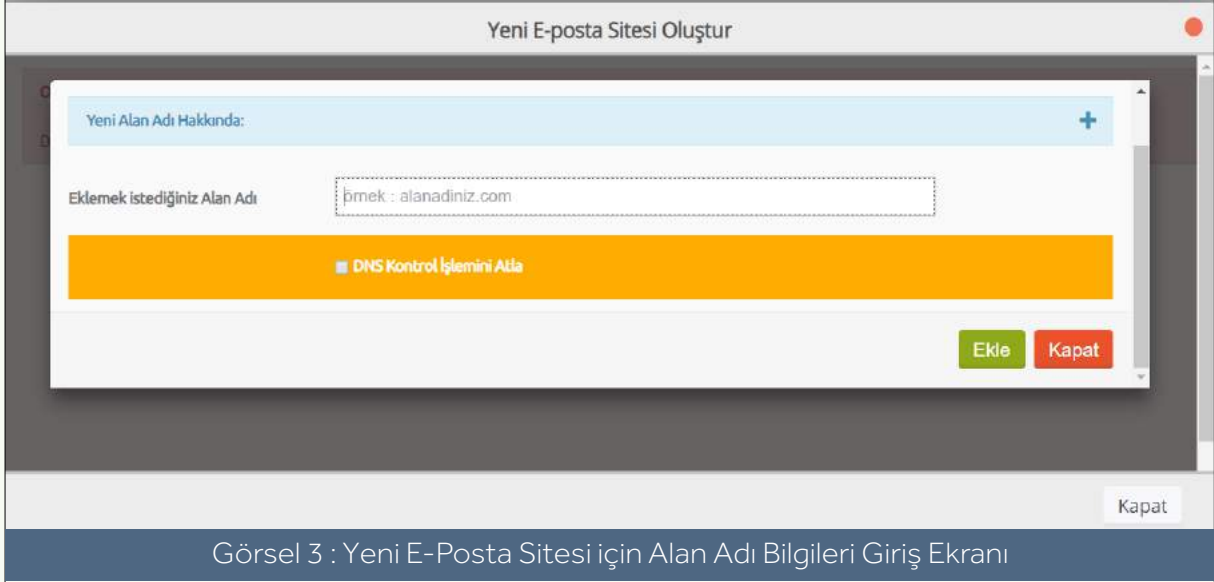 Yeni E-posta Sitesi Oluştur
Yeni Alan Adı Hakkında:
Eklemek istediğiniz Alan Adı
örnek : alanadiniz.com
DNS Kontrol İşlemini Atla
Ekle
Kapat
Kapat
Görsel 3 : Yeni E-Posta Sitesi için Alan Adı Bilgileri Giriş Ekranı